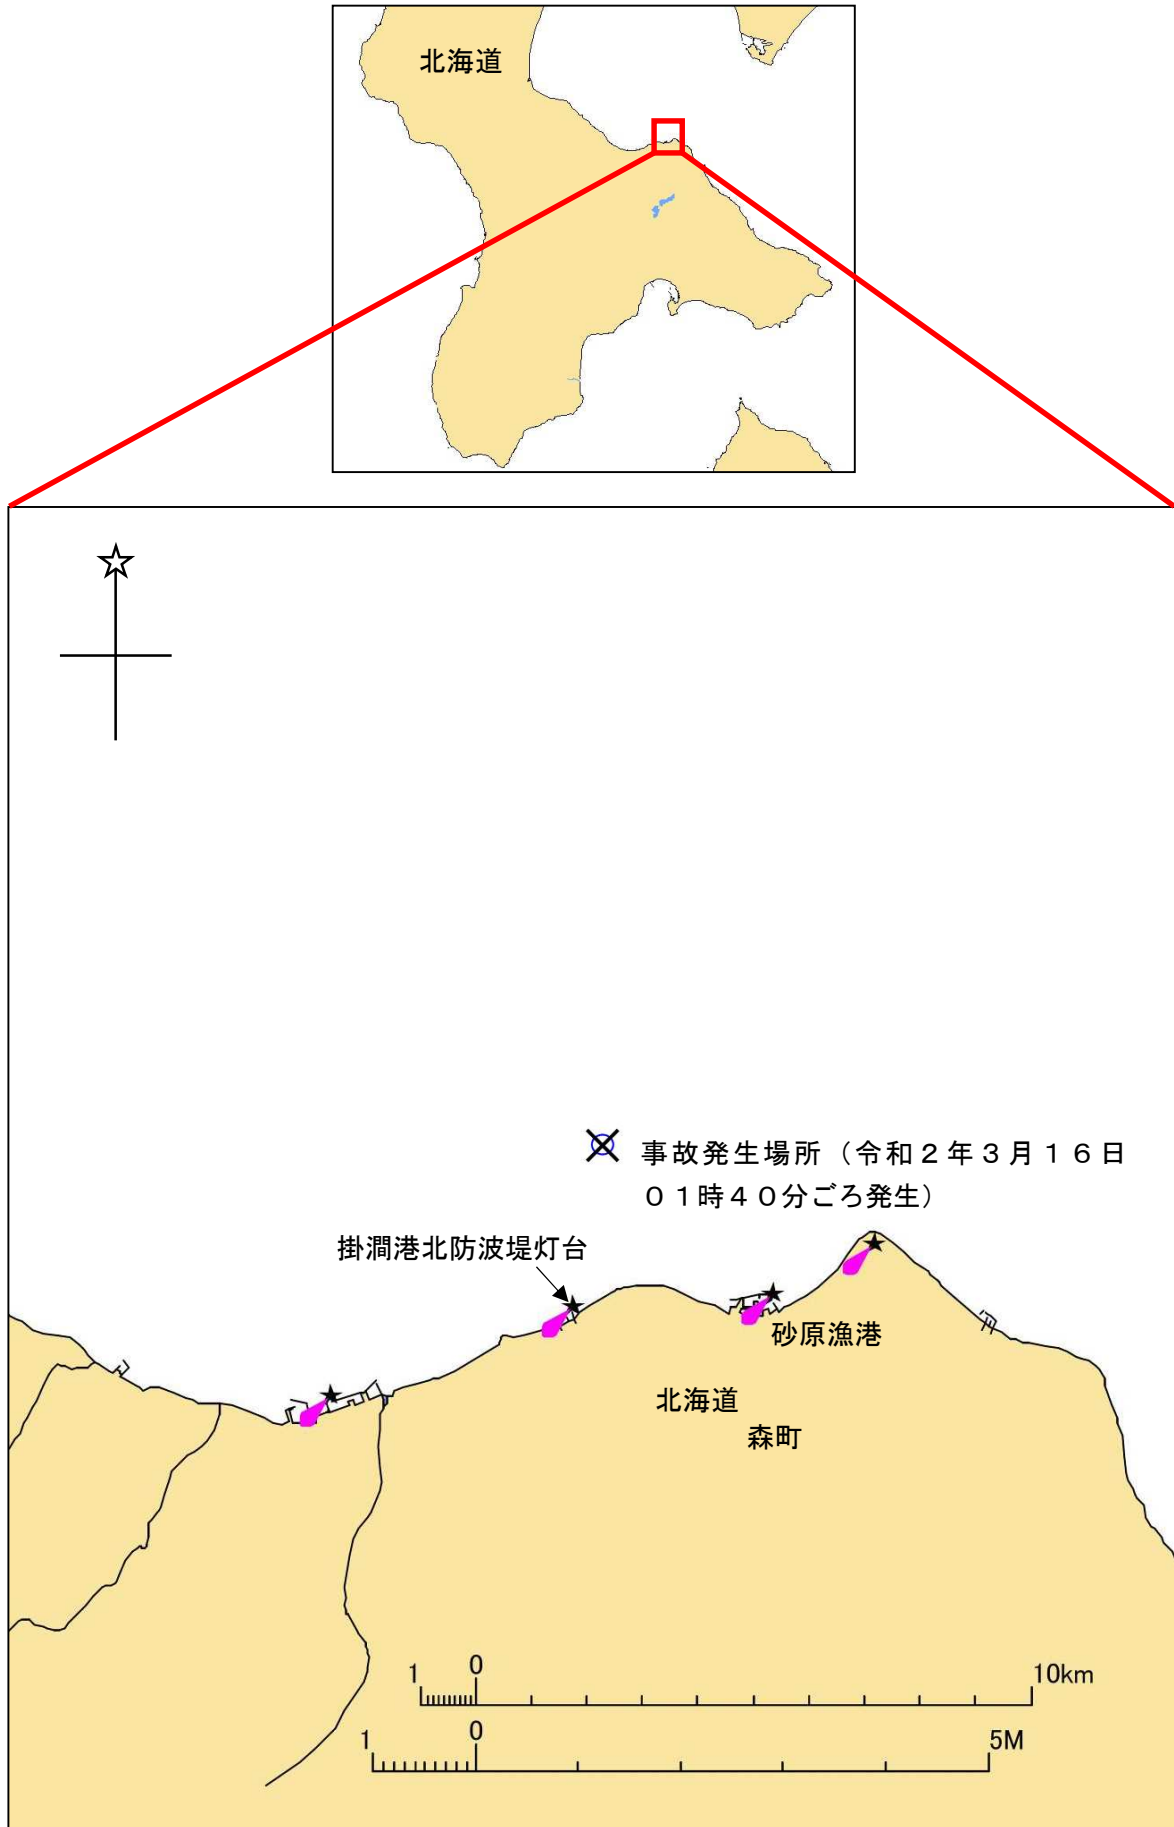 北海道
事故発生場所（令和２年３月１６日
０１時４０分ごろ発生）
掛澗港北防波堤灯台
砂原漁港
北海道
森町
1 0 10km
1 0 5M